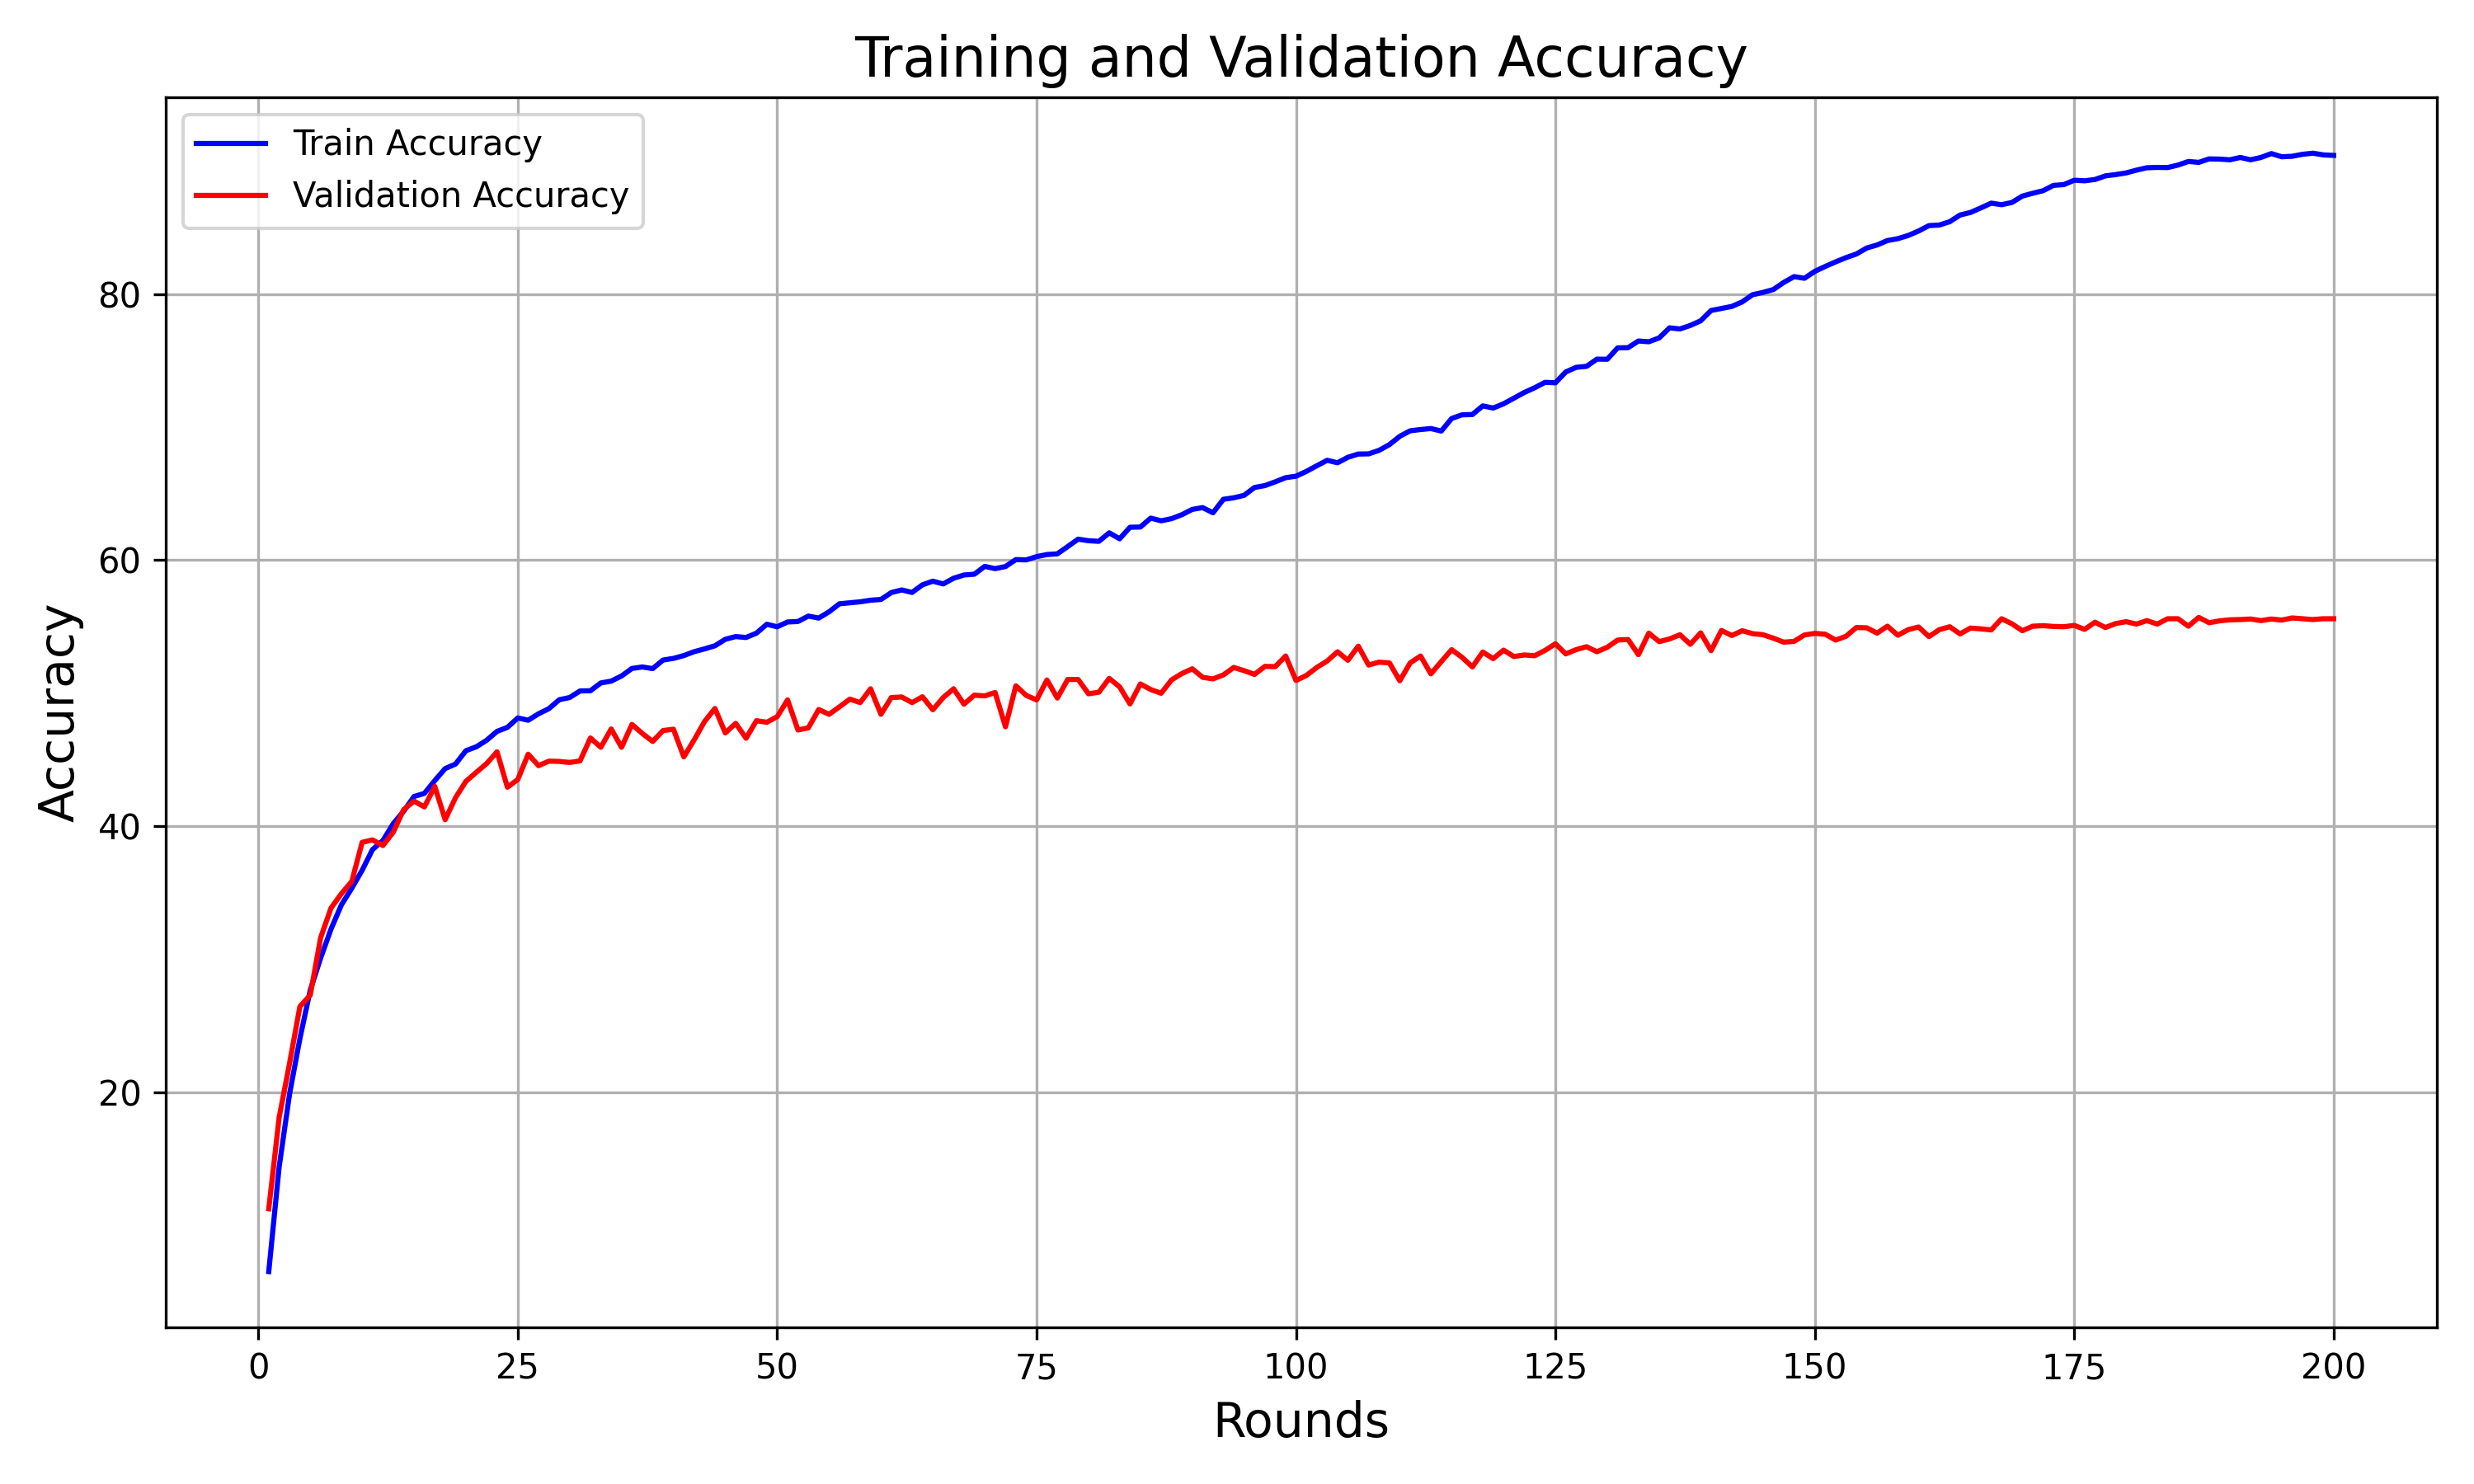 Training and Validation Accuracy
Train Accuracy
Validation Accuracy
80
60
40
20
Accuracy
0 25 50 75 100 125 150 175 200
Rounds